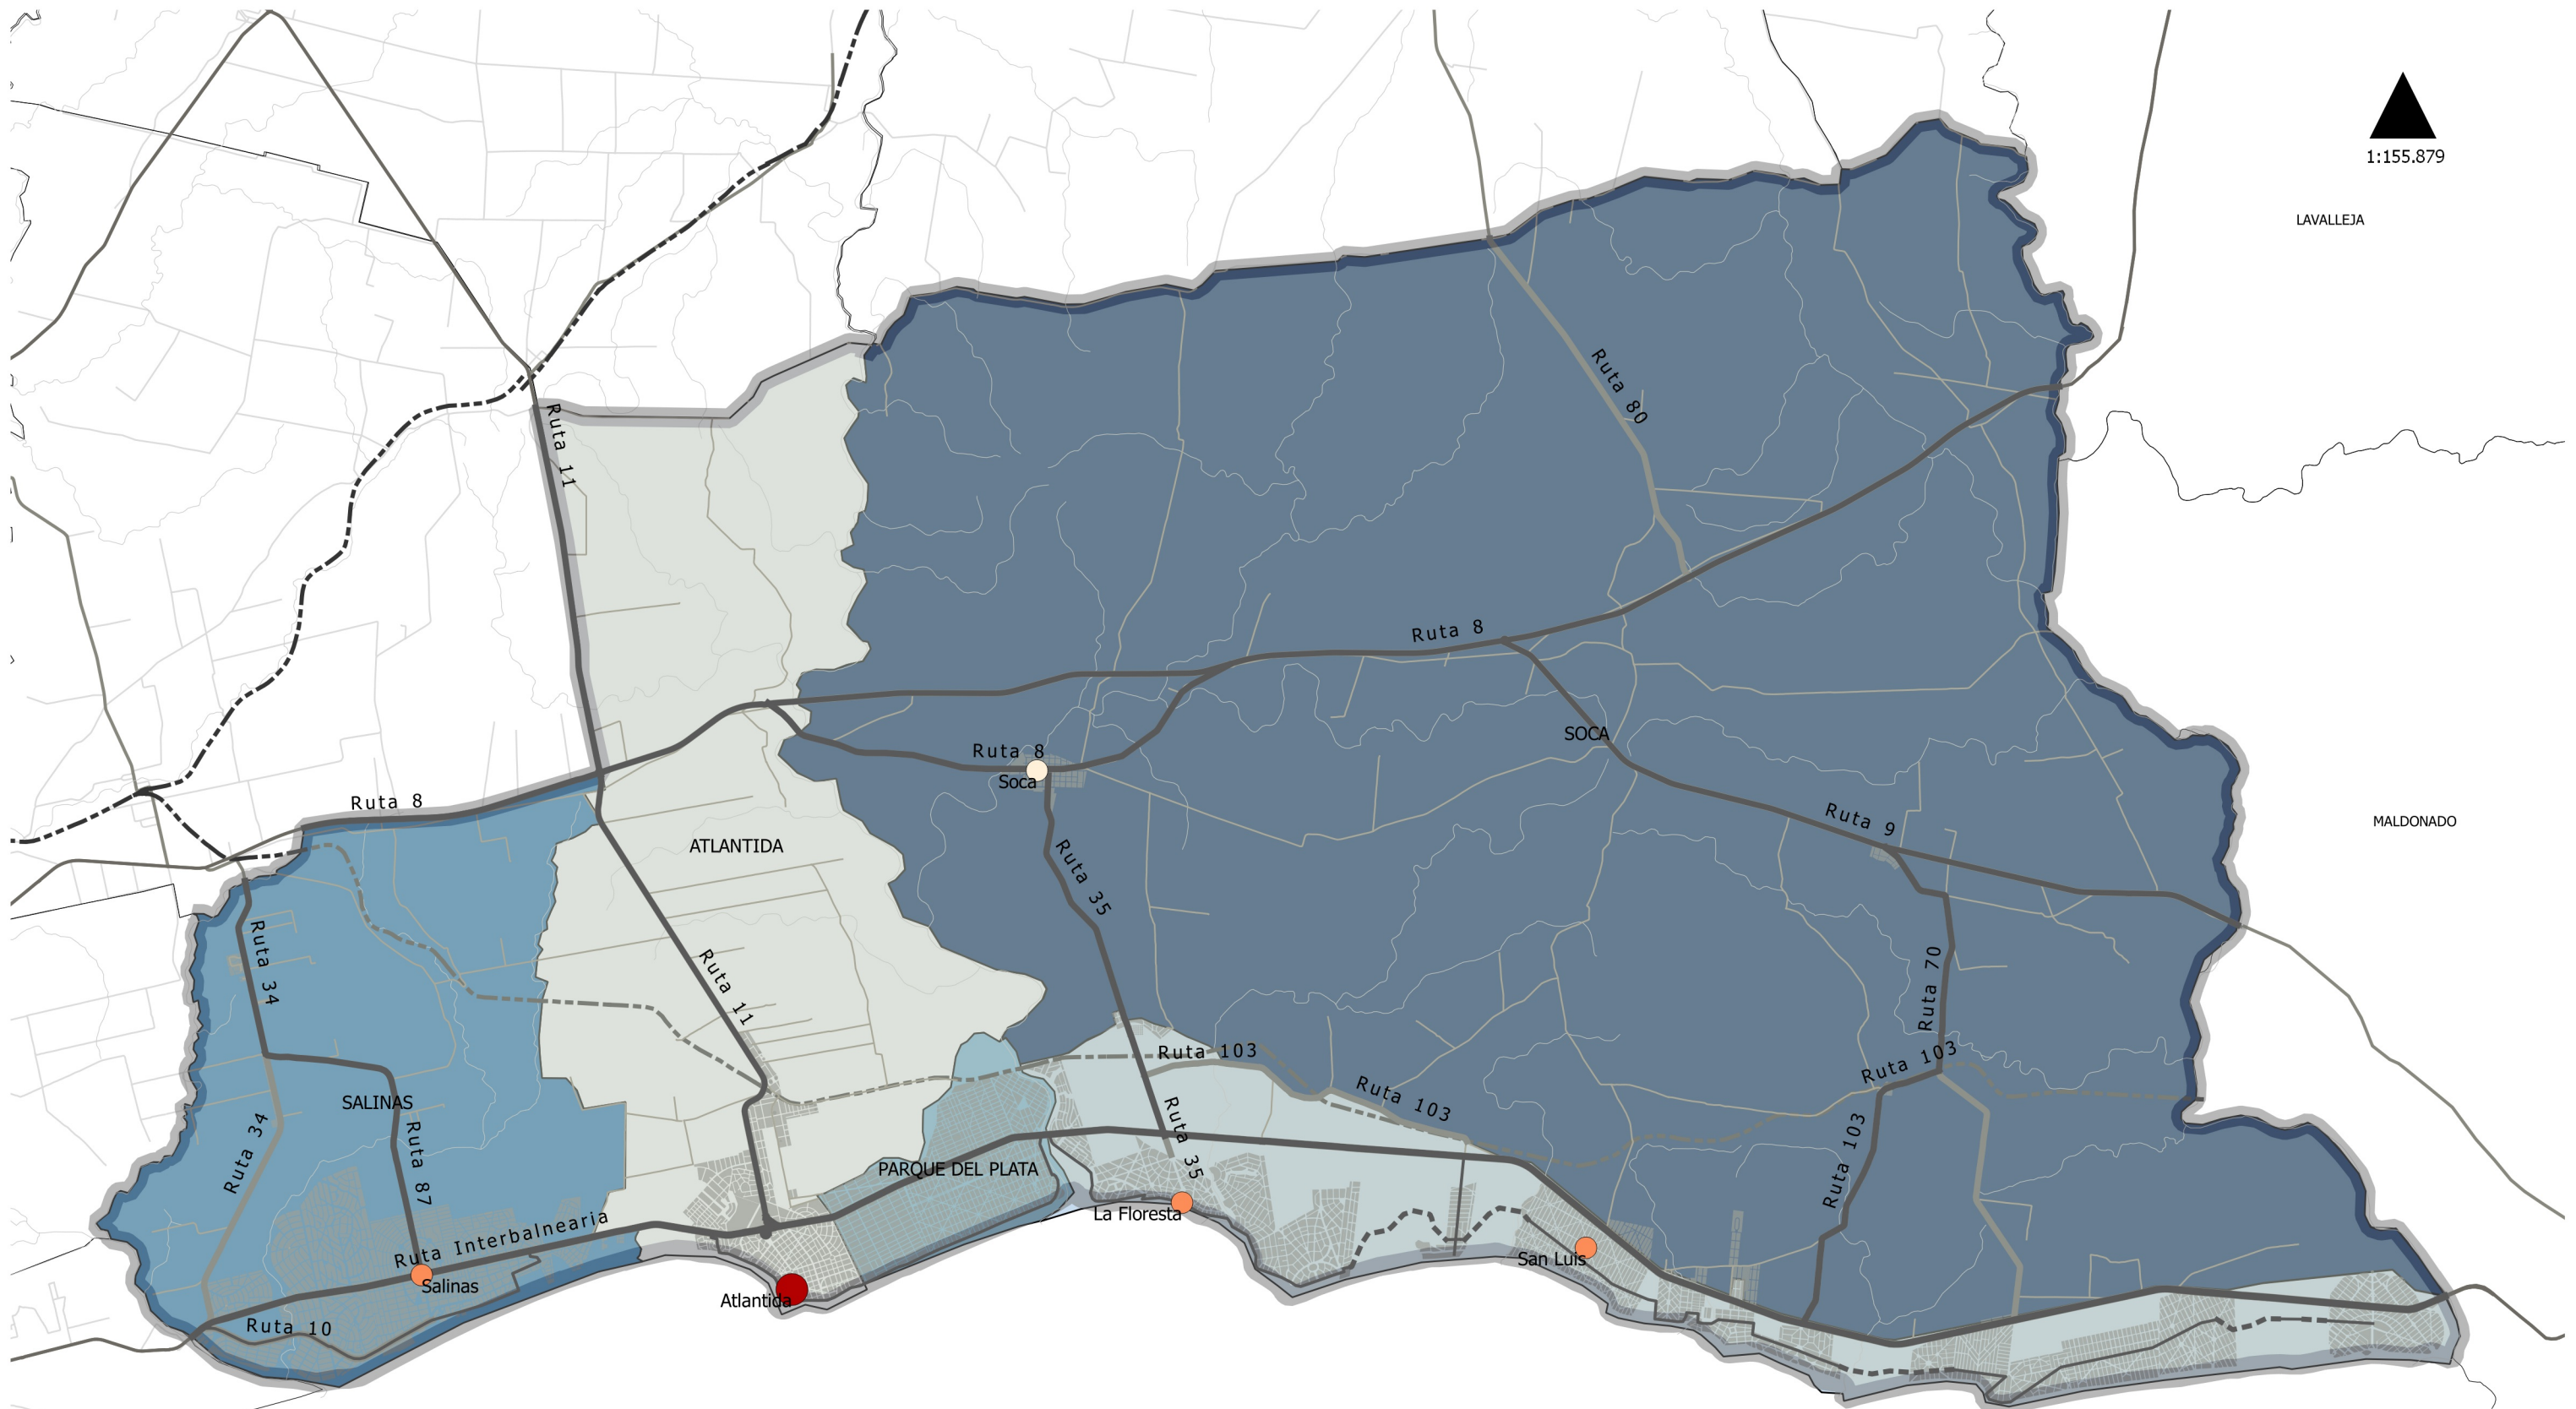 1:155.879
LAVALLEJA
Ruta 80
Ruta 11
Ruta 8
SOCA
Ruta 8
Soca
Ruta 8
Ruta 9
MALDONADO
ATLANTIDA
Ruta 35
Ruta 34
Ruta 11
Ruta 70
Ruta 103
Ruta 103
Ruta 103
SALINAS
Ruta 34
Ruta 87
Ruta 35
Ruta 103
PARQUE DEL PLATA
La Floresta
Ruta Interbalnearia
San Luis
Salinas
Atlantida
Ruta 10